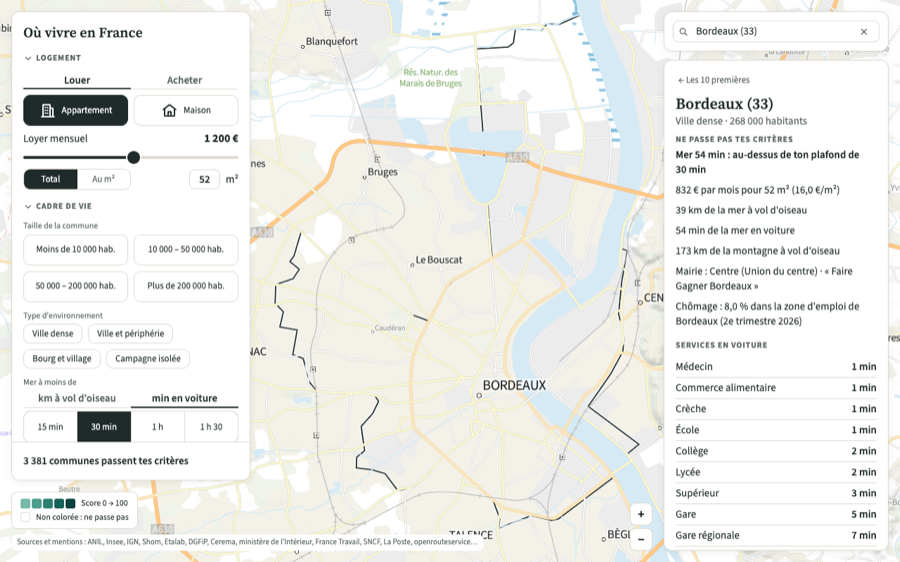 Où vivre en France
LOGEMENT
Louer
Acheter
Appartement
Maison
Loyer mensuel
1 200 €
Total
Au m²
52 m²
CADRE DE VIE
Taille de la commune
Moins de 10 000 hab.
10 000 – 50 000 hab.
50 000 – 200 000 hab.
Plus de 200 000 hab.
Type d'environnement
Ville dense
Ville et périphérie
Bourg et village
Campagne isolée
Mer à moins de
km à vol d'oiseau
min en voiture
15 min
30 min
1 h
1 h 30
3 381 communes passent tes critères
Score 0 → 100
Non colorée : ne passe pas
Sources et mentions : ANIL, Insee, IGN, Shom, Etalab, DGFiP, Cerema, ministère de l'Intérieur, France Travail, SNCF, La Poste, openrouteservice…
Blanquefort
Rés. Natur. des
Marais de Bruges
A630
Bruges
A630
Le Bouscat
CEN
Caudéran
NAC
nes
BORDEAUX
Beutre
A630
TALENCE
BÈGL
+
−
Bordeaux (33)
← Les 10 premières
Bordeaux (33)
Ville dense · 268 000 habitants
NE PASSE PAS TES CRITÈRES
Mer 54 min : au-dessus de ton plafond de
30 min
832 € par mois pour 52 m² (16,0 €/m²)
39 km de la mer à vol d'oiseau
54 min de la mer en voiture
173 km de la montagne à vol d'oiseau
Mairie : Centre (Union du centre) · « Faire
Gagner Bordeaux »
Chômage : 8,0 % dans la zone d'emploi de
Bordeaux (2e trimestre 2026)
SERVICES EN VOITURE
Médecin 1 min
Commerce alimentaire 1 min
Crèche 1 min
École 1 min
Collège 2 min
Lycée 2 min
Supérieur 3 min
Gare 5 min
Gare régionale 7 min